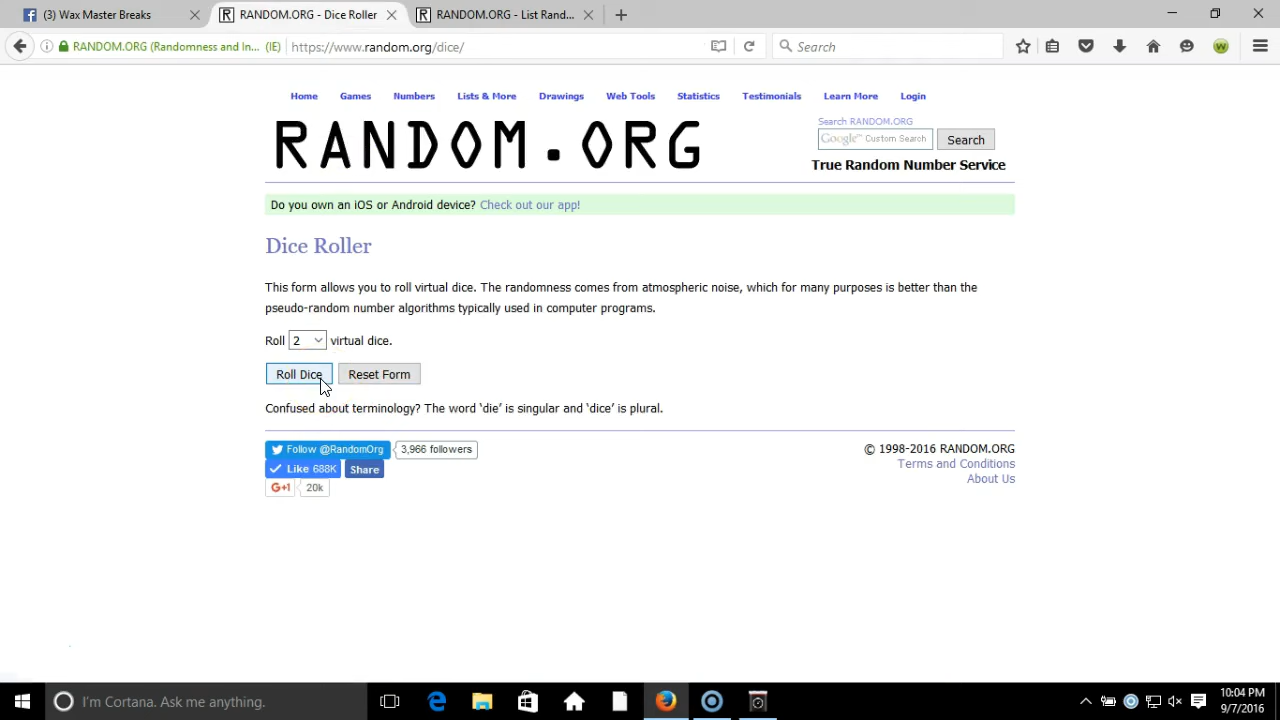 (3) Wax Master Breaks
RANDOM.ORG - Dice Roller
RANDOM.ORG - List Rand...
RANDOM.ORG (Randomness and In... (IE)
https://www.random.org/dice/
Search
Home Games Numbers Lists & More Drawings Web Tools Statistics Testimonials Learn More Login
RANDOM.ORG
Search RANDOM.ORG
Google™ Custom Search
Search
True Random Number Service
Do you own an iOS or Android device? Check out our app!
Dice Roller
This form allows you to roll virtual dice. The randomness comes from atmospheric noise, which for many purposes is better than the
pseudo-random number algorithms typically used in computer programs.
Roll 2 virtual dice.
Roll Dice Reset Form
Confused about terminology? The word ‘die’ is singular and ‘dice’ is plural.
Follow @RandomOrg 3,966 followers
Like 688K Share
G+1 20k
© 1998-2016 RANDOM.ORG
Terms and Conditions
About Us
I'm Cortana. Ask me anything.
10:04 PM
9/7/2016